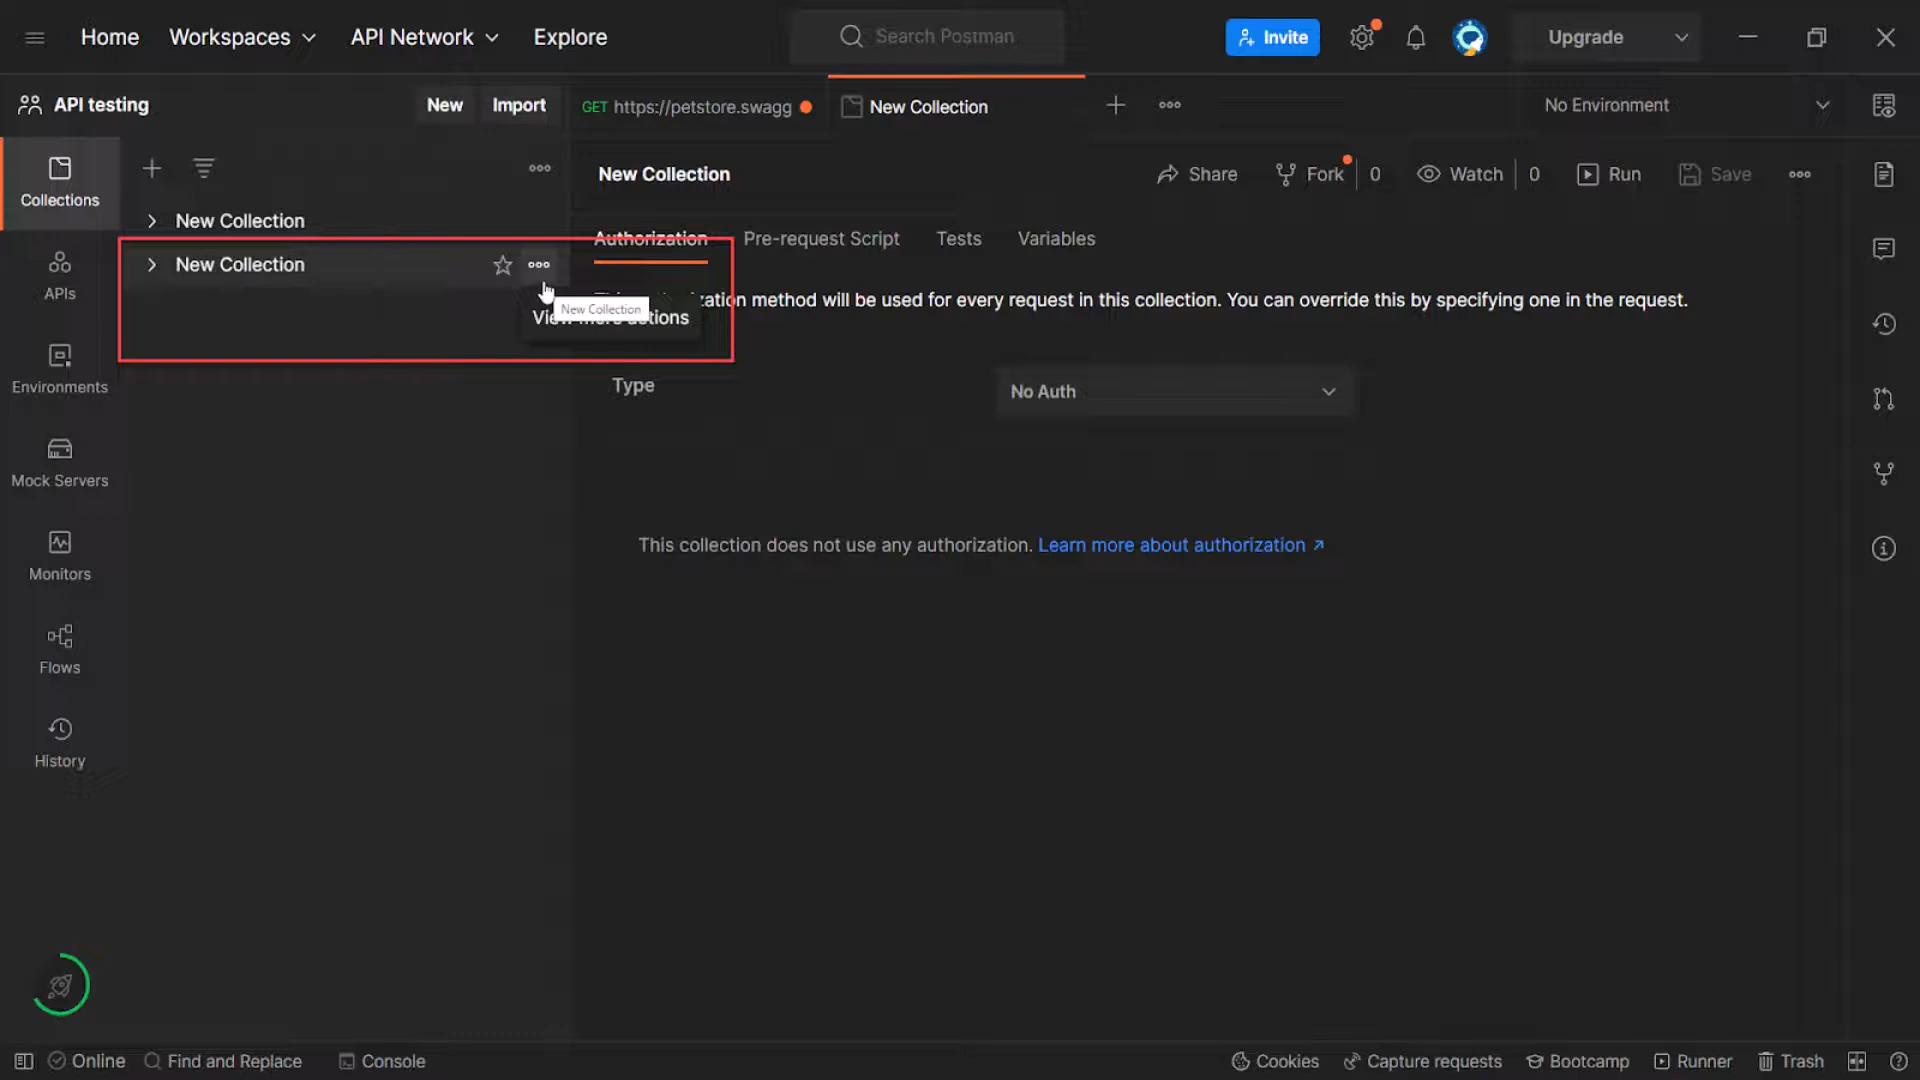 Home Workspaces API Network Explore Search Postman Invite Upgrade
API testing New Import GET https://petstore.swagg New Collection No Environment
Collections
New Collection Share Fork 0 Watch 0 Run Save
New Collection
Authorization Pre-request Script Tests Variables
New Collection
APIs
zation method will be used for every request in this collection. You can override this by specifying one in the request.
New Collection
View more actions
Environments
Type No Auth
Mock Servers
This collection does not use any authorization. Learn more about authorization ↗
Monitors
Flows
History
Online Find and Replace Console Cookies Capture requests Bootcamp Runner Trash